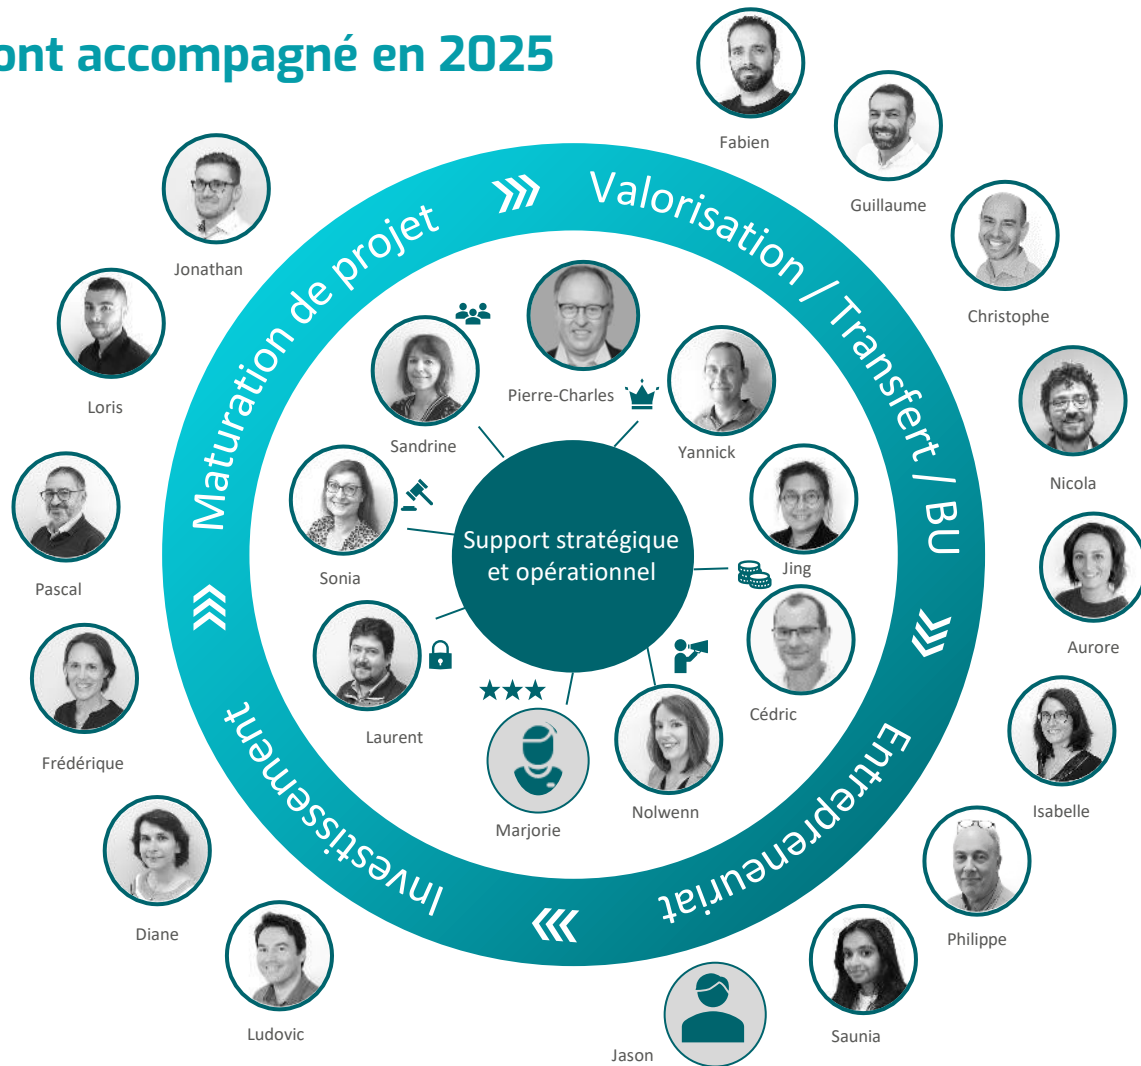 ont accompagné en 2025
Fabien
Guillaume
Christophe
Jonathan
Loris
Nicola
Pascal
Aurore
Frédérique
Isabelle
Diane
Philippe
Ludovic
Saunia
Jason
Maturation de projet
Valorisation / Transfert / BU
Entrepreneuriat
Investissement
Pierre-Charles
Sandrine
Yannick
Sonia
Jing
Laurent
Cédric
Marjorie
Nolwenn
Support stratégique
et opérationnel